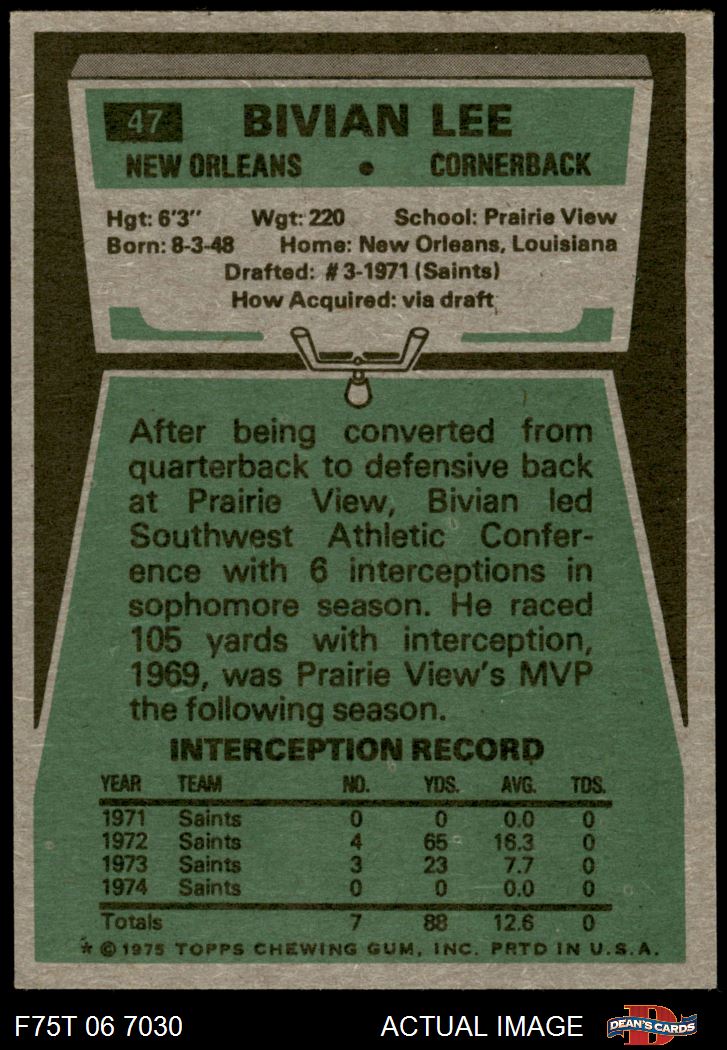 47 BIVIAN LEE
NEW ORLEANS • CORNERBACK
Hgt: 6'3" Wgt: 220 School: Prairie View
Born: 8-3-48 Home: New Orleans, Louisiana
Drafted: #3-1971 (Saints)
How Acquired: via draft
After being converted from
quarterback to defensive back
at Prairie View, Bivian led
Southwest Athletic Confer-
ence with 6 interceptions in
sophomore season. He raced
105 yards with interception,
1969, was Prairie View's MVP
the following season.
INTERCEPTION RECORD
YEAR TEAM NO. YDS. AVG. TDS.
1971 Saints 0 0 0.0 0
1972 Saints 4 65 16.3 0
1973 Saints 3 23 7.7 0
1974 Saints 0 0 0.0 0
Totals 7 88 12.6 0
* © 1975 TOPPS CHEWING GUM, INC. PRTD IN U.S.A.
F75T 06 7030 ACTUAL IMAGE DEAN'S CARDS